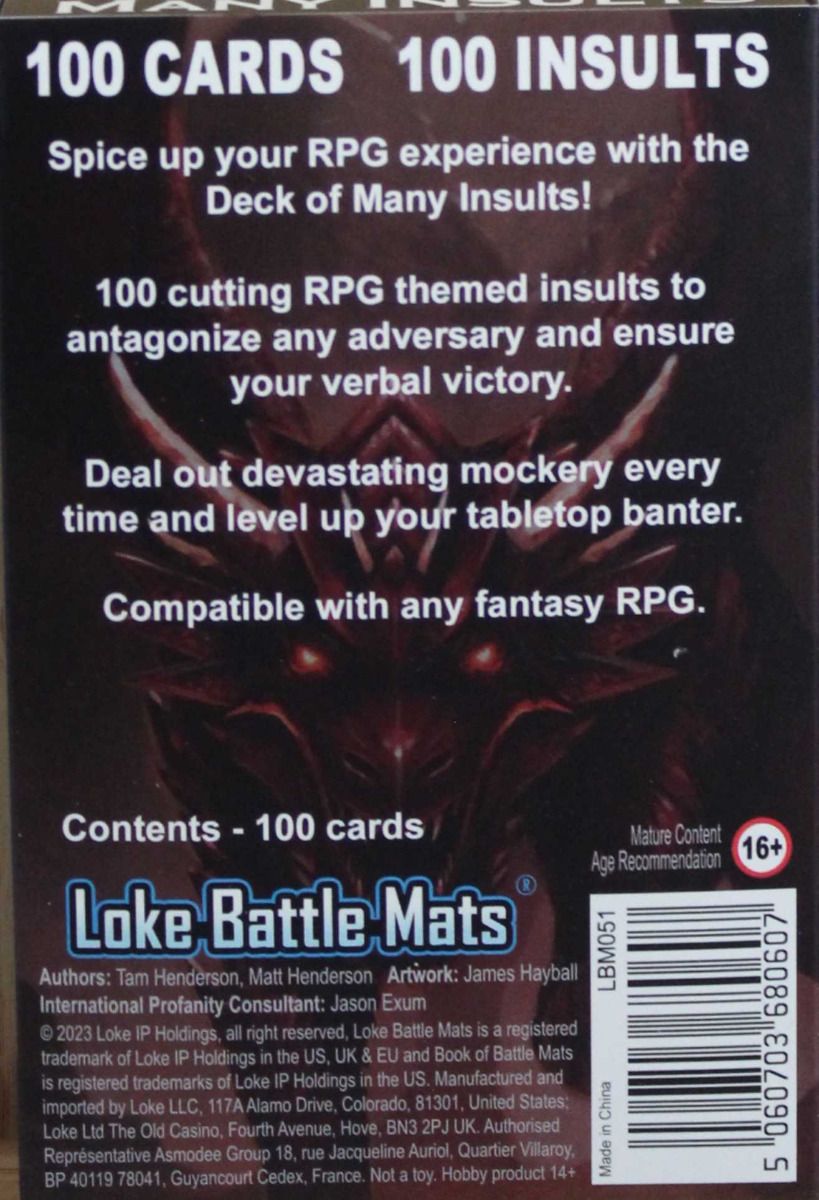 MANY INSULTS
100 CARDS 100 INSULTS
Spice up your RPG experience with the
Deck of Many Insults!
100 cutting RPG themed insults to
antagonize any adversary and ensure
your verbal victory.
Deal out devastating mockery every
time and level up your tabletop banter.
Compatible with any fantasy RPG.
Contents - 100 cards
Mature Content
Age Recommendation
16+
Loke Battle Mats ®
Authors: Tam Henderson, Matt Henderson Artwork: James Hayball
International Profanity Consultant: Jason Exum
© 2023 Loke IP Holdings, all right reserved, Loke Battle Mats is a registered
trademark of Loke IP Holdings in the US, UK & EU and Book of Battle Mats
is registered trademarks of Loke IP Holdings in the US. Manufactured and
imported by Loke LLC, 117A Alamo Drive, Colorado, 81301, United States;
Loke Ltd The Old Casino, Fourth Avenue, Hove, BN3 2PJ UK. Authorised
Représentative Asmodee Group 18, rue Jacqueline Auriol, Quartier Villaroy,
BP 40119 78041, Guyancourt Cedex, France. Not a toy. Hobby product 14+
LBM051
Made in China
5 060703 680607